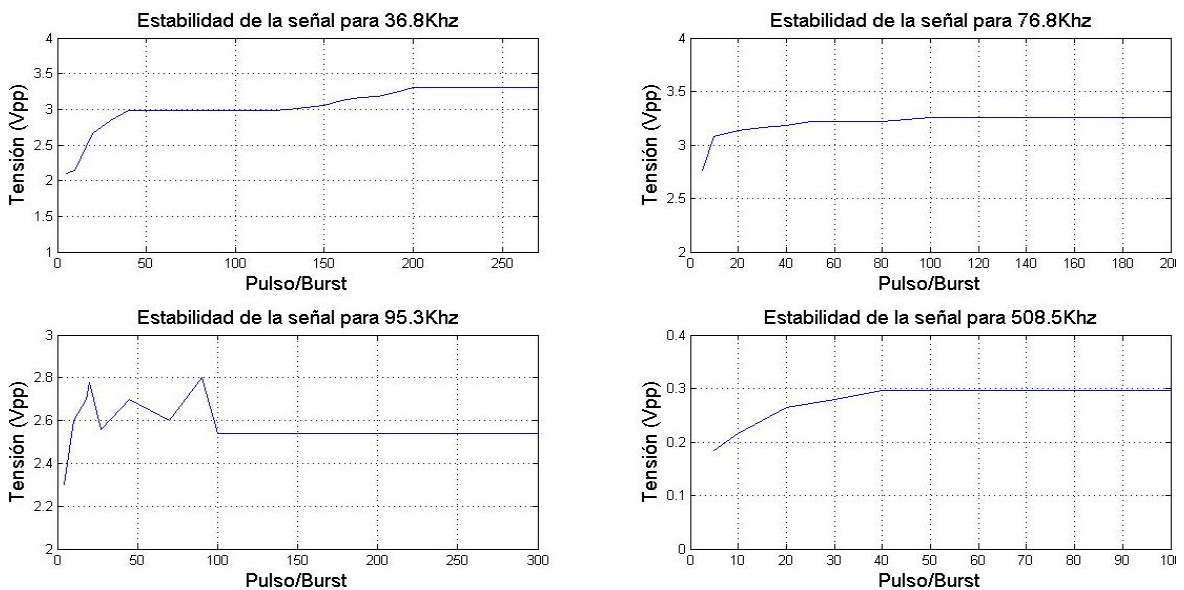 Estabilidad de la señal para 36.8Khz
Tensión (Vpp)
4
3.5
3
2.5
2
1.5
1
0 50 100 150 200 250
Pulso/Burst
Estabilidad de la señal para 76.8Khz
Tensión (Vpp)
4
3.5
3
2.5
2
0 20 40 60 80 100 120 140 160 180 20
Pulso/Burst
Estabilidad de la señal para 95.3Khz
Tensión (Vpp)
3
2.8
2.6
2.4
2.2
2
0 50 100 150 200 250 300
Pulso/Burst
Estabilidad de la señal para 508.5Khz
Tensión (Vpp)
0.4
0.3
0.2
0.1
0
0 10 20 30 40 50 60 70 80 90 10
Pulso/Burst